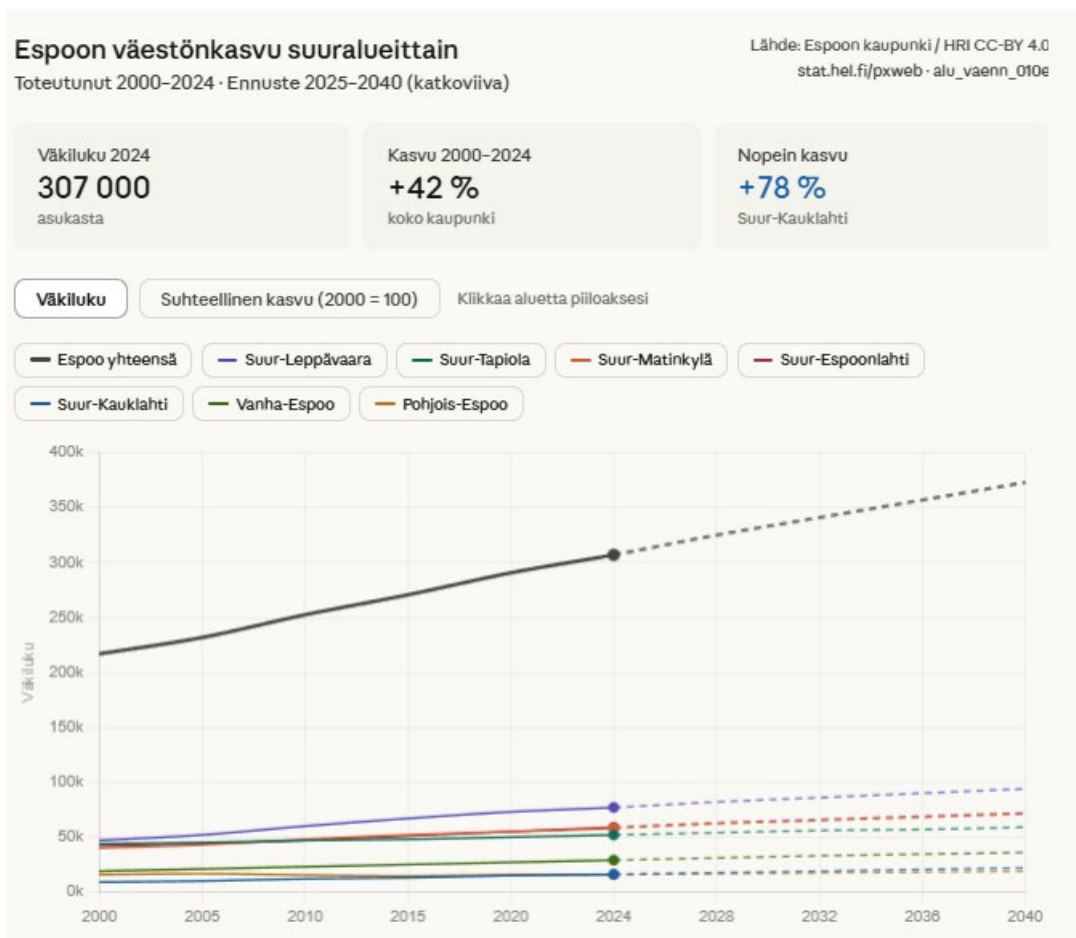 Espoon väestönkasvu suuralueittain
Toteutunut 2000–2024 · Ennuste 2025–2040 (katkoviiva)
Lähde: Espoon kaupunki / HRI CC-BY 4.0
stat.hel.fi/pxweb · alu_vaenn_010e
Väkiluku 2024
307 000
asukasta
Kasvu 2000–2024
+42 %
koko kaupunki
Nopein kasvu
+78 %
Suur-Kauklahti
Väkiluku
Suhteellinen kasvu (2000 = 100)
Klikkaa aluetta piiloaksesi
Espoo yhteensä
Suur-Leppävaara
Suur-Tapiola
Suur-Matinkylä
Suur-Espoonlahti
Suur-Kauklahti
Vanha-Espoo
Pohjois-Espoo
Väkiluku
400k
350k
300k
250k
200k
150k
100k
50k
0k
2000 2005 2010 2015 2020 2024 2028 2032 2036 2040